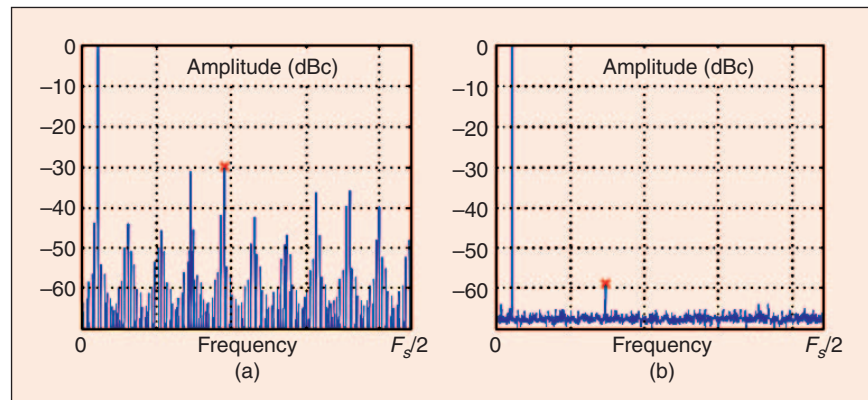 0
Amplitude (dBc)
–10
–20
–30
–40
–50
–60
0
Frequency
Fs/2
(a)
0
Amplitude (dBc)
–10
–20
–30
–40
–50
–60
0
Frequency
Fs/2
(b)